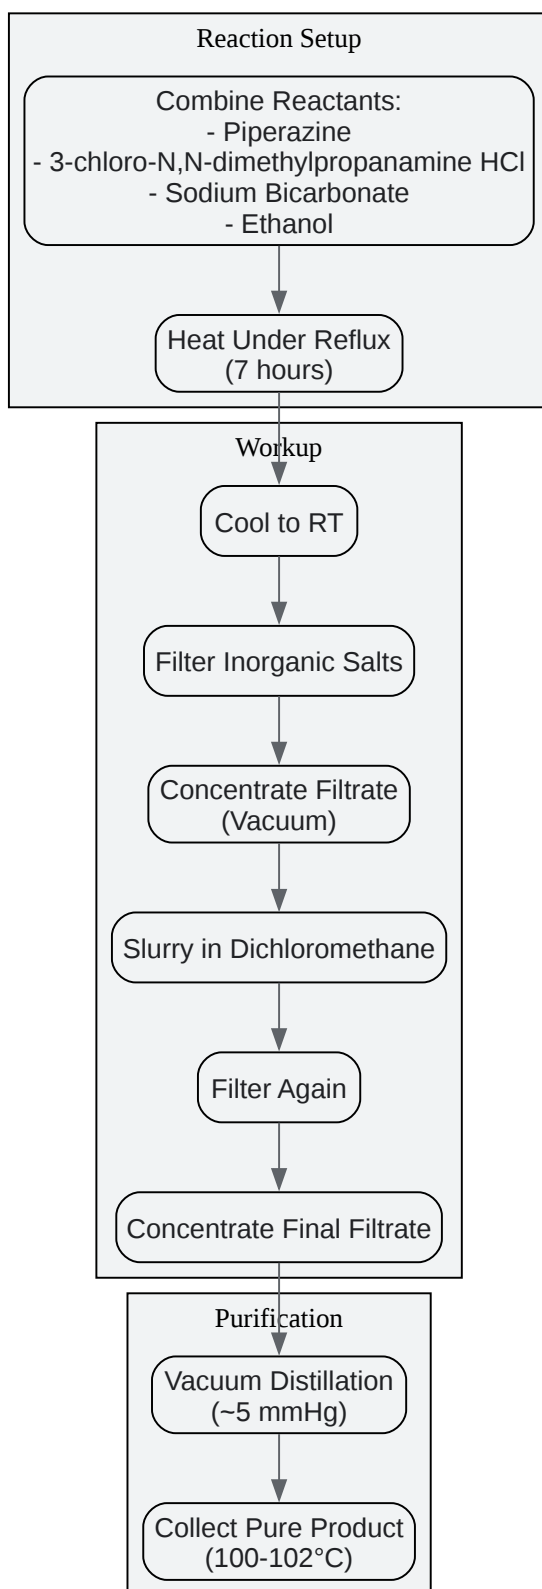 Reaction Setup
Combine Reactants:
- Piperazine
- 3-chloro-N,N-dimethylpropanamine HCl
- Sodium Bicarbonate
- Ethanol
Heat Under Reflux
(7 hours)
Workup
Cool to RT
Filter Inorganic Salts
Concentrate Filtrate
(Vacuum)
Slurry in Dichloromethane
Filter Again
Concentrate Final Filtrate
Purification
Vacuum Distillation
(~5 mmHg)
Collect Pure Product
(100-102°C)